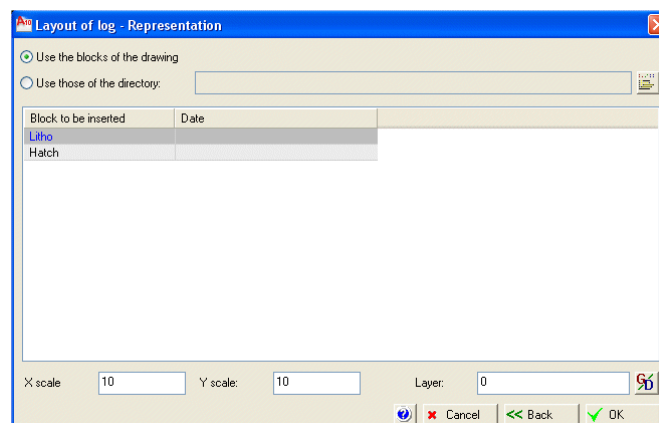 A10 Layout of log - Representation
Use the blocks of the drawing
Use those of the directory:
Block to be inserted Date
Litho
Hatch
X scale 10 Y scale: 10 Layer: 0
Cancel << Back OK